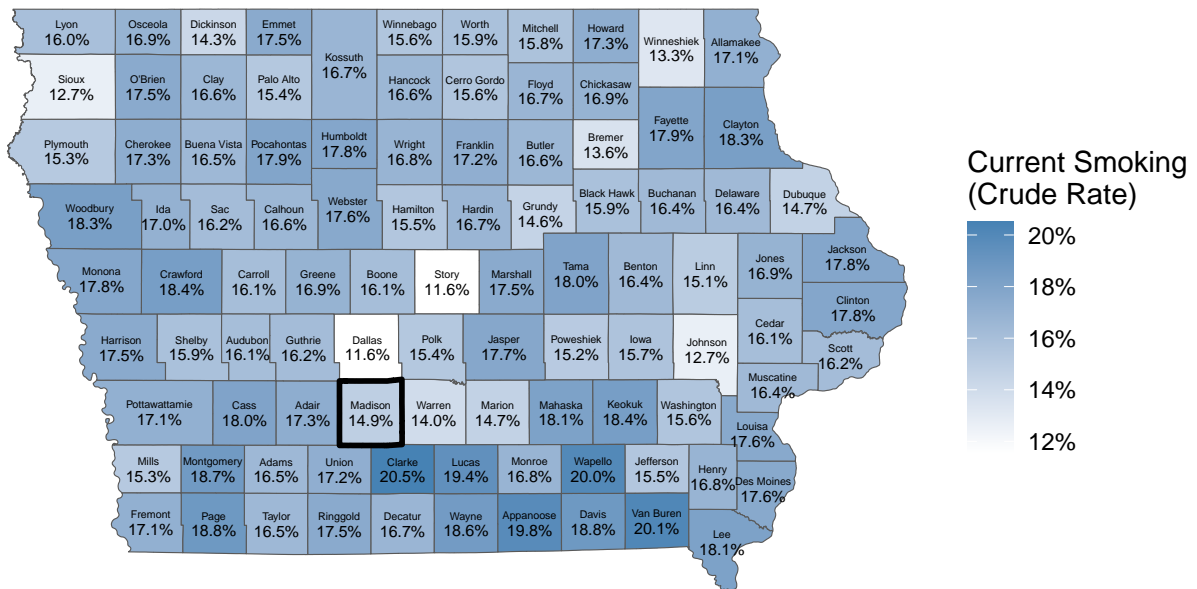 Lyon
16.0%
Osceola
16.9%
Dickinson
14.3%
Emmet
17.5%
Kossuth
16.7%
Winnebago
15.6%
Worth
15.9%
Mitchell
15.8%
Howard
17.3%
Winneshiek
13.3%
Allamakee
17.1%
Sioux
12.7%
O'Brien
17.5%
Clay
16.6%
Palo Alto
15.4%
Hancock
16.6%
Cerro Gordo
15.6%
Floyd
16.7%
Chickasaw
16.9%
Plymouth
15.3%
Cherokee
17.3%
Buena Vista
16.5%
Pocahontas
17.9%
Humboldt
17.8%
Wright
16.8%
Franklin
17.2%
Butler
16.6%
Bremer
13.6%
Fayette
17.9%
Clayton
18.3%
Woodbury
18.3%
Ida
17.0%
Sac
16.2%
Calhoun
16.6%
Webster
17.6%
Hamilton
15.5%
Hardin
16.7%
Grundy
14.6%
Black Hawk
15.9%
Buchanan
16.4%
Delaware
16.4%
Dubuque
14.7%
Monona
17.8%
Crawford
18.4%
Carroll
16.1%
Greene
16.9%
Boone
16.1%
Story
11.6%
Marshall
17.5%
Tama
18.0%
Benton
16.4%
Linn
15.1%
Jones
16.9%
Jackson
17.8%
Clinton
17.8%
Harrison
17.5%
Shelby
15.9%
Audubon
16.1%
Guthrie
16.2%
Dallas
11.6%
Polk
15.4%
Jasper
17.7%
Poweshiek
15.2%
Iowa
15.7%
Johnson
12.7%
Cedar
16.1%
Scott
16.2%
Muscatine
16.4%
Pottawattamie
17.1%
Cass
18.0%
Adair
17.3%
Madison
14.9%
Warren
14.0%
Marion
14.7%
Mahaska
18.1%
Keokuk
18.4%
Washington
15.6%
Louisa
17.6%
Mills
15.3%
Montgomery
18.7%
Adams
16.5%
Union
17.2%
Clarke
20.5%
Lucas
19.4%
Monroe
16.8%
Wapello
20.0%
Jefferson
15.5%
Henry
16.8%
Des Moines
17.6%
Fremont
17.1%
Page
18.8%
Taylor
16.5%
Ringgold
17.5%
Decatur
16.7%
Wayne
18.6%
Appanoose
19.8%
Davis
18.8%
Van Buren
20.1%
Lee
18.1%
Current Smoking
(Crude Rate)
20%
18%
16%
14%
12%